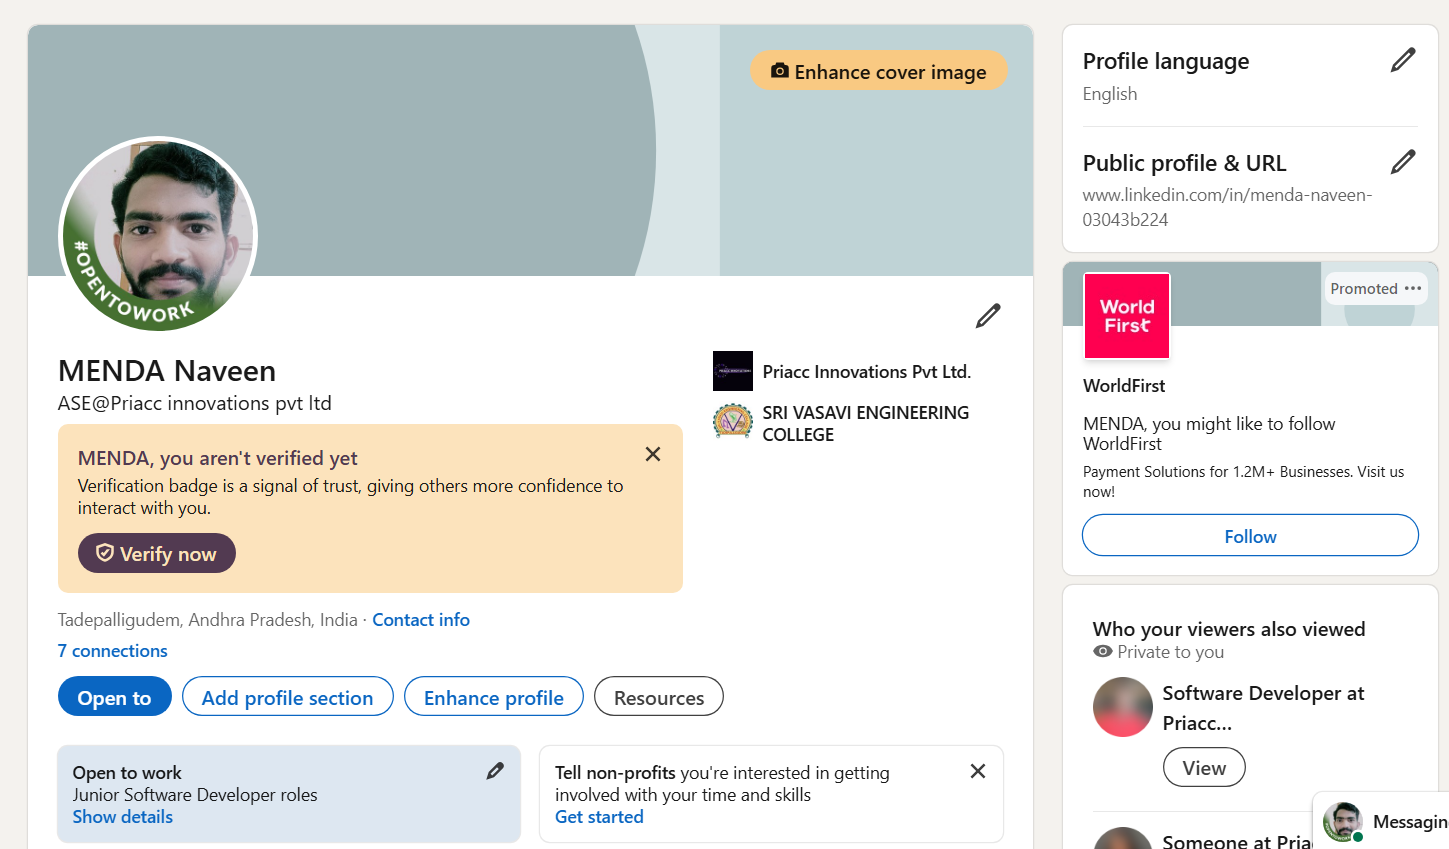 Enhance cover image
#OPENTOWORK
MENDA Naveen
ASE@Priacc innovations pvt ltd
Priacc Innovations Pvt Ltd.
SRI VASAVI ENGINEERING
COLLEGE
MENDA, you aren't verified yet
Verification badge is a signal of trust, giving others more confidence to
interact with you.
Verify now
Tadepalligudem, Andhra Pradesh, India · Contact info
7 connections
Open to
Add profile section
Enhance profile
Resources
Open to work
Junior Software Developer roles
Show details
Tell non-profits you're interested in getting
involved with your time and skills
Get started
Profile language
English
Public profile & URL
www.linkedin.com/in/menda-naveen-
03043b224
Promoted
World
First
WorldFirst
MENDA, you might like to follow
WorldFirst
Payment Solutions for 1.2M+ Businesses. Visit us
now!
Follow
Who your viewers also viewed
Private to you
Software Developer at
Priacc...
View
Someone at Pria
Messagin